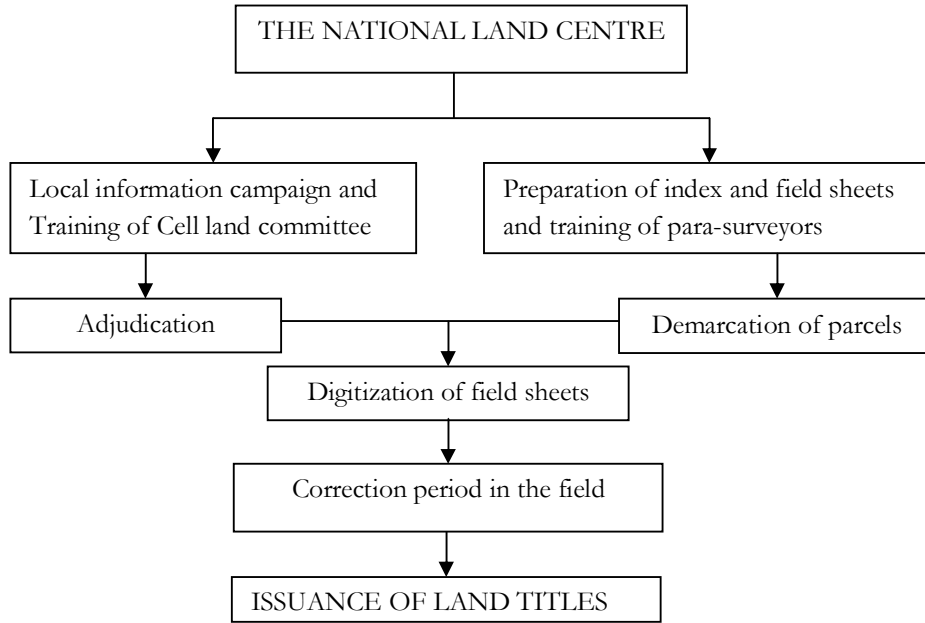 THE NATIONAL LAND CENTRE
Local information campaign and
Training of Cell land committee
Preparation of index and field sheets
and training of para-surveyors
Adjudication
Demarcation of parcels
Digitization of field sheets
Correction period in the field
ISSUANCE OF LAND TITLES